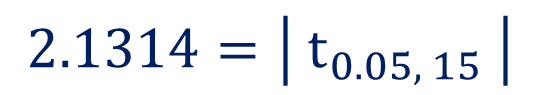 2.1314 = | t₀.₀₅, ₁₅ |